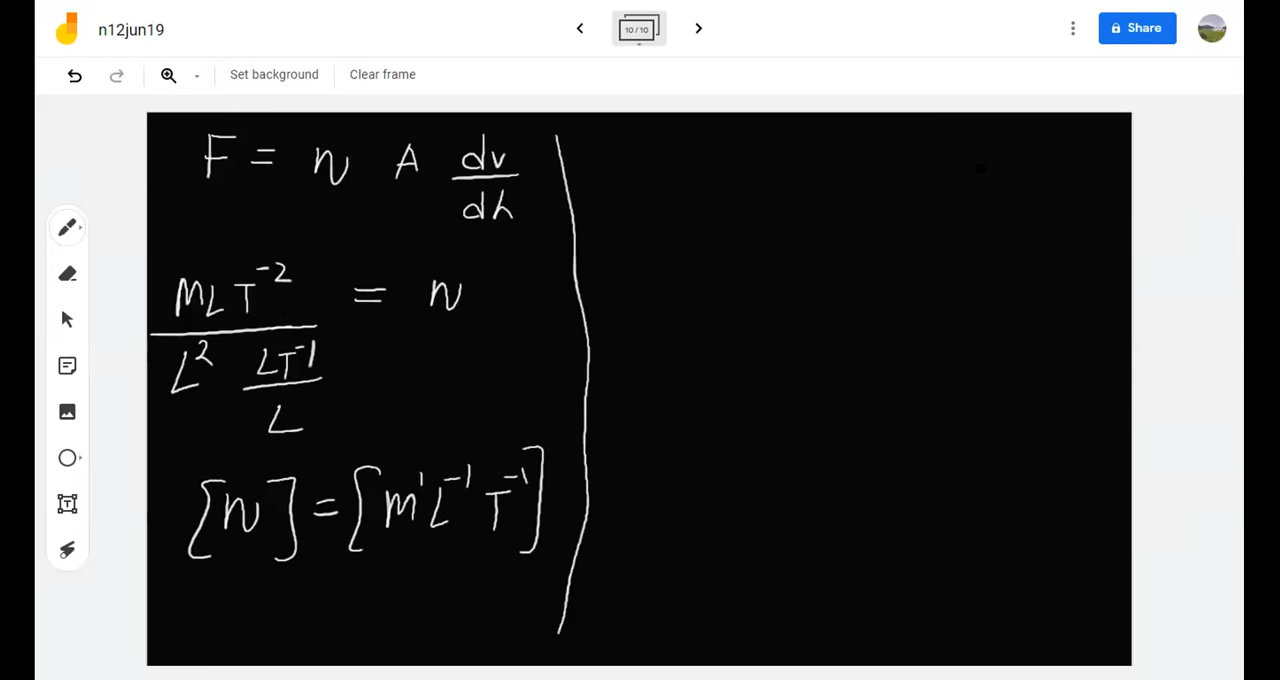 n12jun19
10 / 10
Share
Set background
Clear frame
F = η A dv/dh
MLT⁻² / (L² LT⁻¹/L) = η
[η] = [M¹L⁻¹T⁻¹]
T